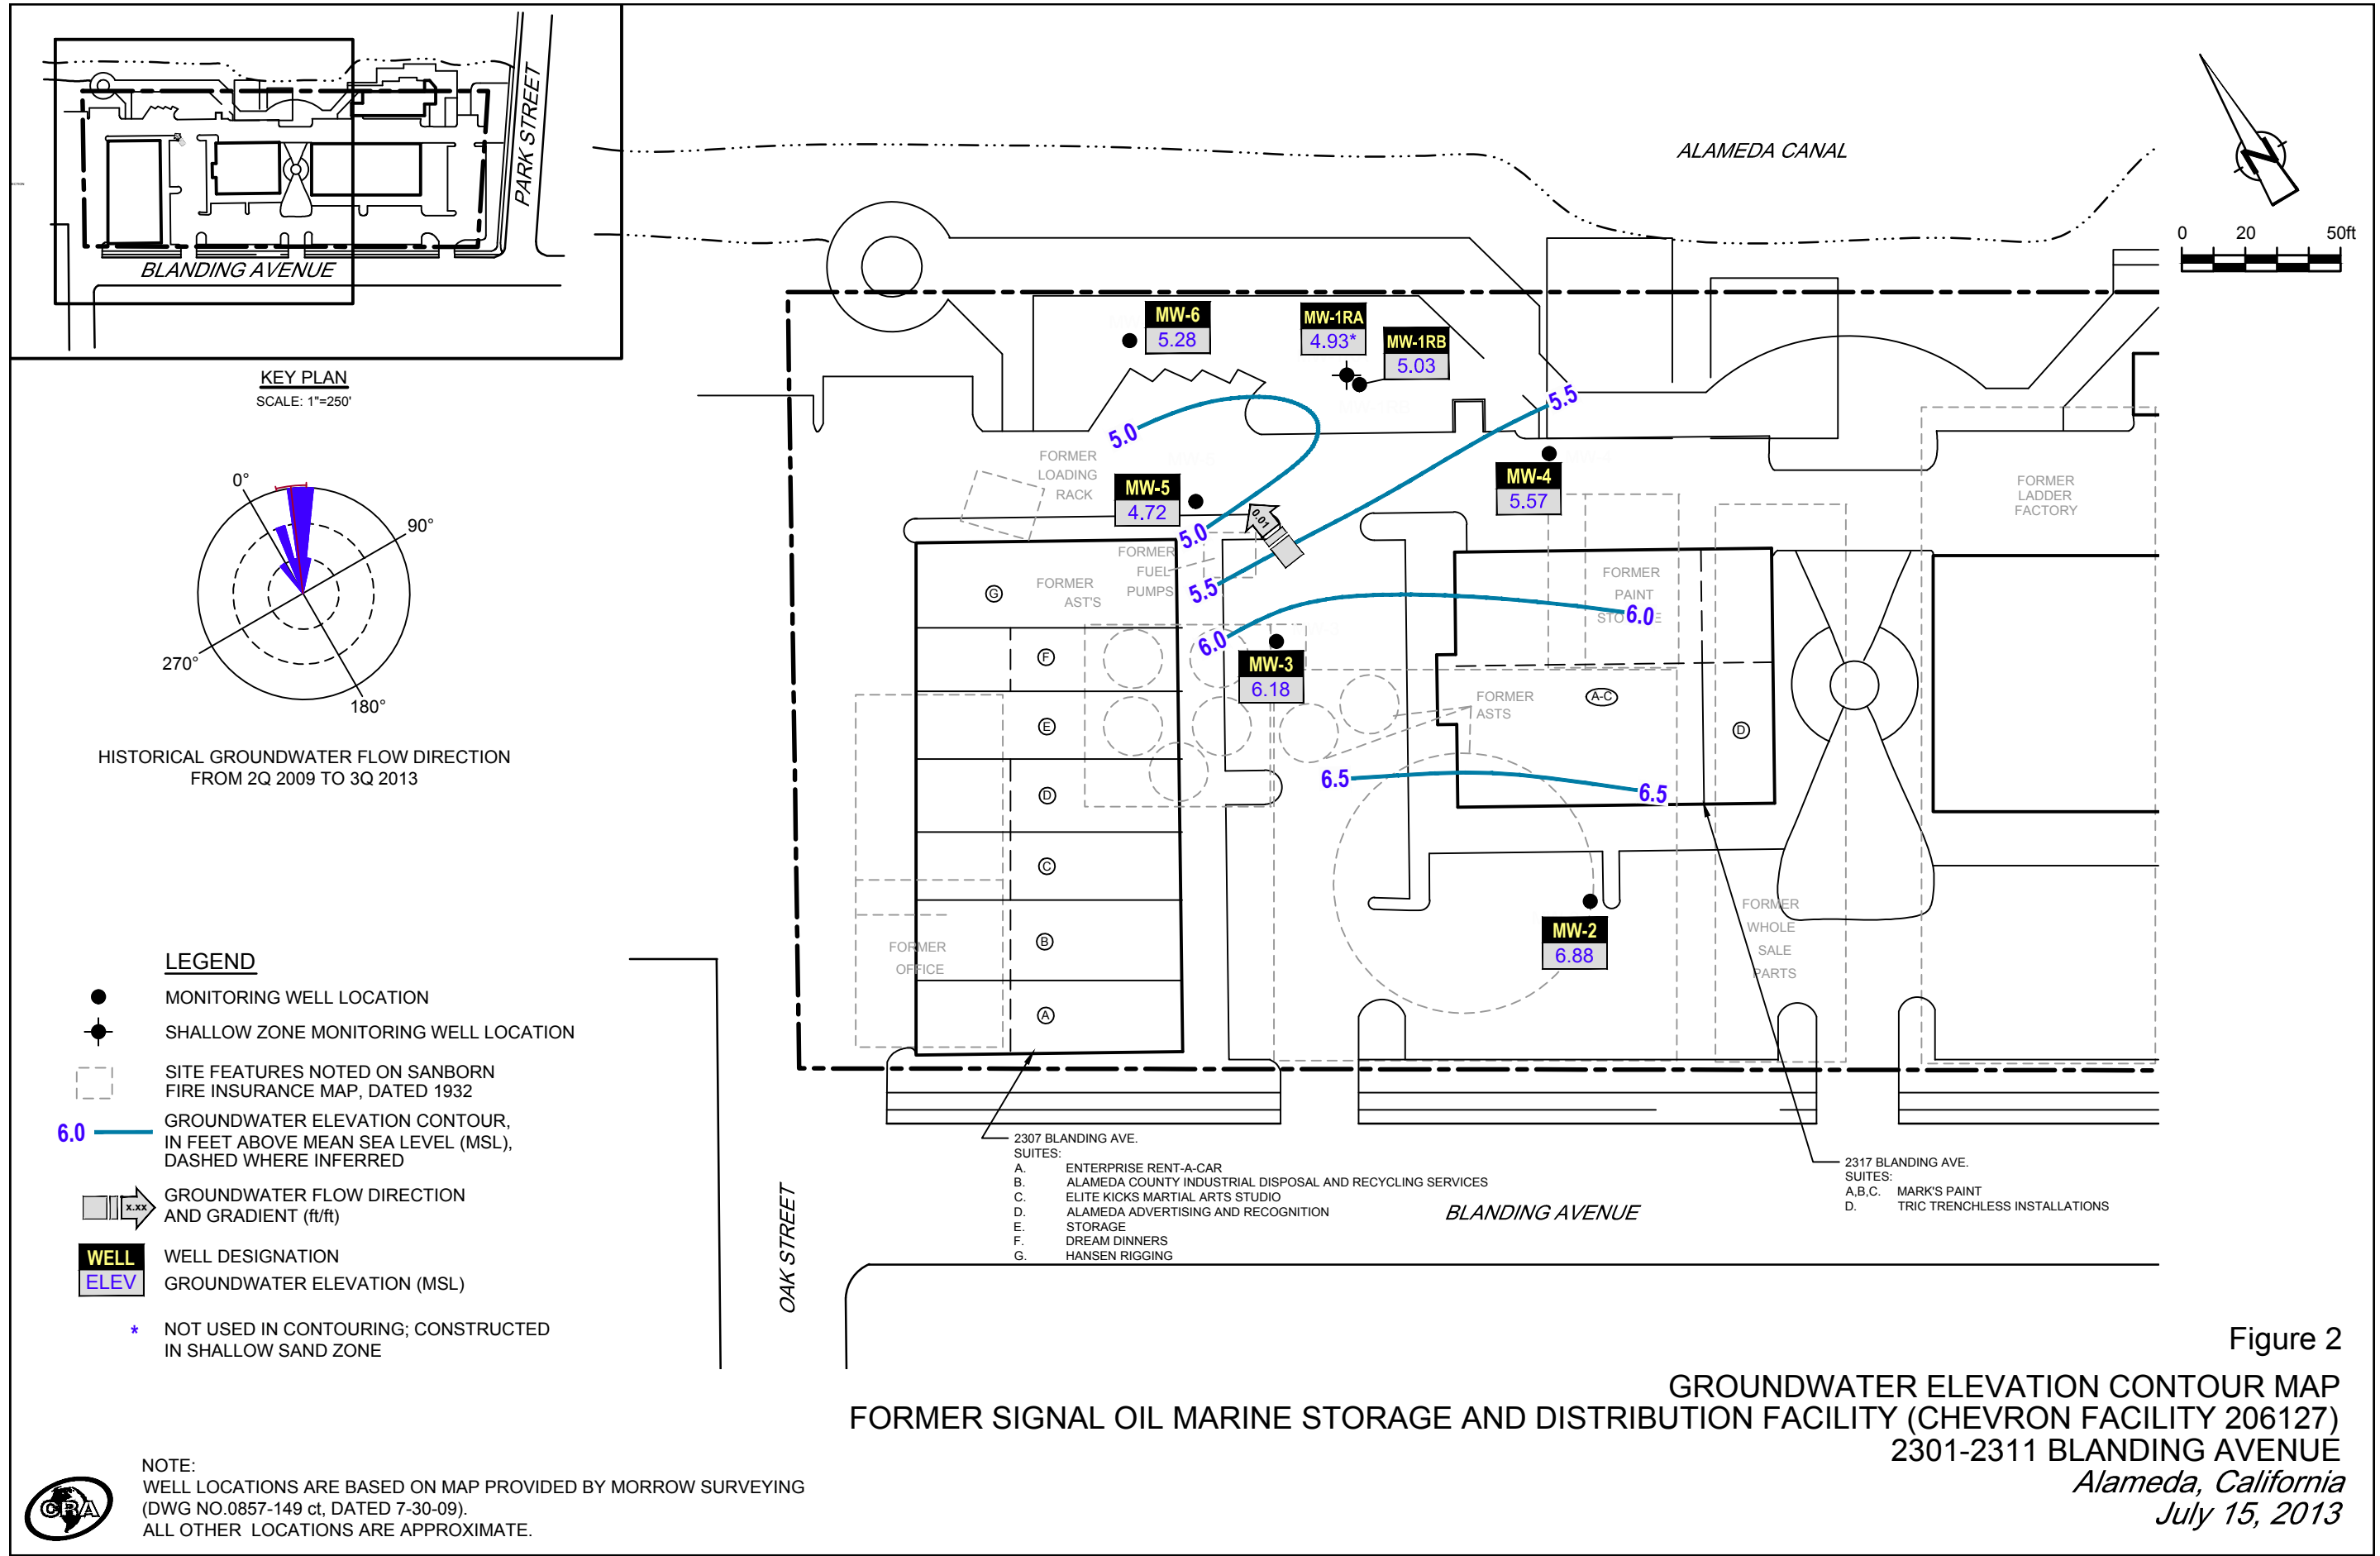 PARK STREET
BLANDING AVENUE
KEY PLAN
SCALE: 1"=250'
0°
90°
180°
270°
HISTORICAL GROUNDWATER FLOW DIRECTION
FROM 2Q 2009 TO 3Q 2013
LEGEND
MONITORING WELL LOCATION
SHALLOW ZONE MONITORING WELL LOCATION
SITE FEATURES NOTED ON SANBORN
FIRE INSURANCE MAP, DATED 1932
6.0
GROUNDWATER ELEVATION CONTOUR,
IN FEET ABOVE MEAN SEA LEVEL (MSL),
DASHED WHERE INFERRED
x.xx
GROUNDWATER FLOW DIRECTION
AND GRADIENT (ft/ft)
WELL
WELL DESIGNATION
ELEV
GROUNDWATER ELEVATION (MSL)
*
NOT USED IN CONTOURING; CONSTRUCTED
IN SHALLOW SAND ZONE
NOTE:
WELL LOCATIONS ARE BASED ON MAP PROVIDED BY MORROW SURVEYING
(DWG NO.0857-149 ct, DATED 7-30-09).
ALL OTHER LOCATIONS ARE APPROXIMATE.
CRA
ALAMEDA CANAL
N
0 20 50ft
MW-6
5.28
MW-1RA
4.93*
MW-1RB
5.03
5.5
5.0
FORMER
LOADING
RACK
MW-5
4.72
MW-4
5.57
FORMER
LADDER
FACTORY
0.01
5.0
FORMER
FUEL
PUMPS
FORMER
AST'S
5.5
G
FORMER
PAINT
6.0
6.0
MW-3
6.18
F
E
D
C
B
A
FORMER
ASTS
A-C
D
6.5
6.5
MW-2
6.88
FORMER
OFFICE
FORMER
WHOLE
SALE
PARTS
2307 BLANDING AVE.
SUITES:
A. ENTERPRISE RENT-A-CAR
B. ALAMEDA COUNTY INDUSTRIAL DISPOSAL AND RECYCLING SERVICES
C. ELITE KICKS MARTIAL ARTS STUDIO
D. ALAMEDA ADVERTISING AND RECOGNITION
E. STORAGE
F. DREAM DINNERS
G. HANSEN RIGGING
2317 BLANDING AVE.
SUITES:
A,B,C. MARK'S PAINT
D. TRIC TRENCHLESS INSTALLATIONS
BLANDING AVENUE
OAK STREET
Figure 2
GROUNDWATER ELEVATION CONTOUR MAP
FORMER SIGNAL OIL MARINE STORAGE AND DISTRIBUTION FACILITY (CHEVRON FACILITY 206127)
2301-2311 BLANDING AVENUE
Alameda, California
July 15, 2013